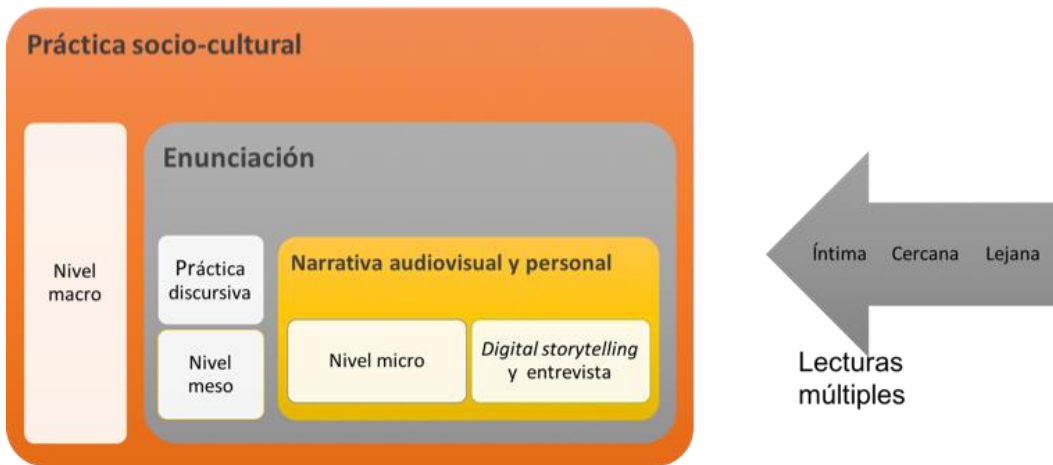 Práctica socio-cultural
Enunciación
Nivel
macro
Práctica
discursiva
Nivel
meso
Narrativa audiovisual y personal
Nivel micro
Digital storytelling
y entrevista
Íntima Cercana Lejana
Lecturas
múltiples